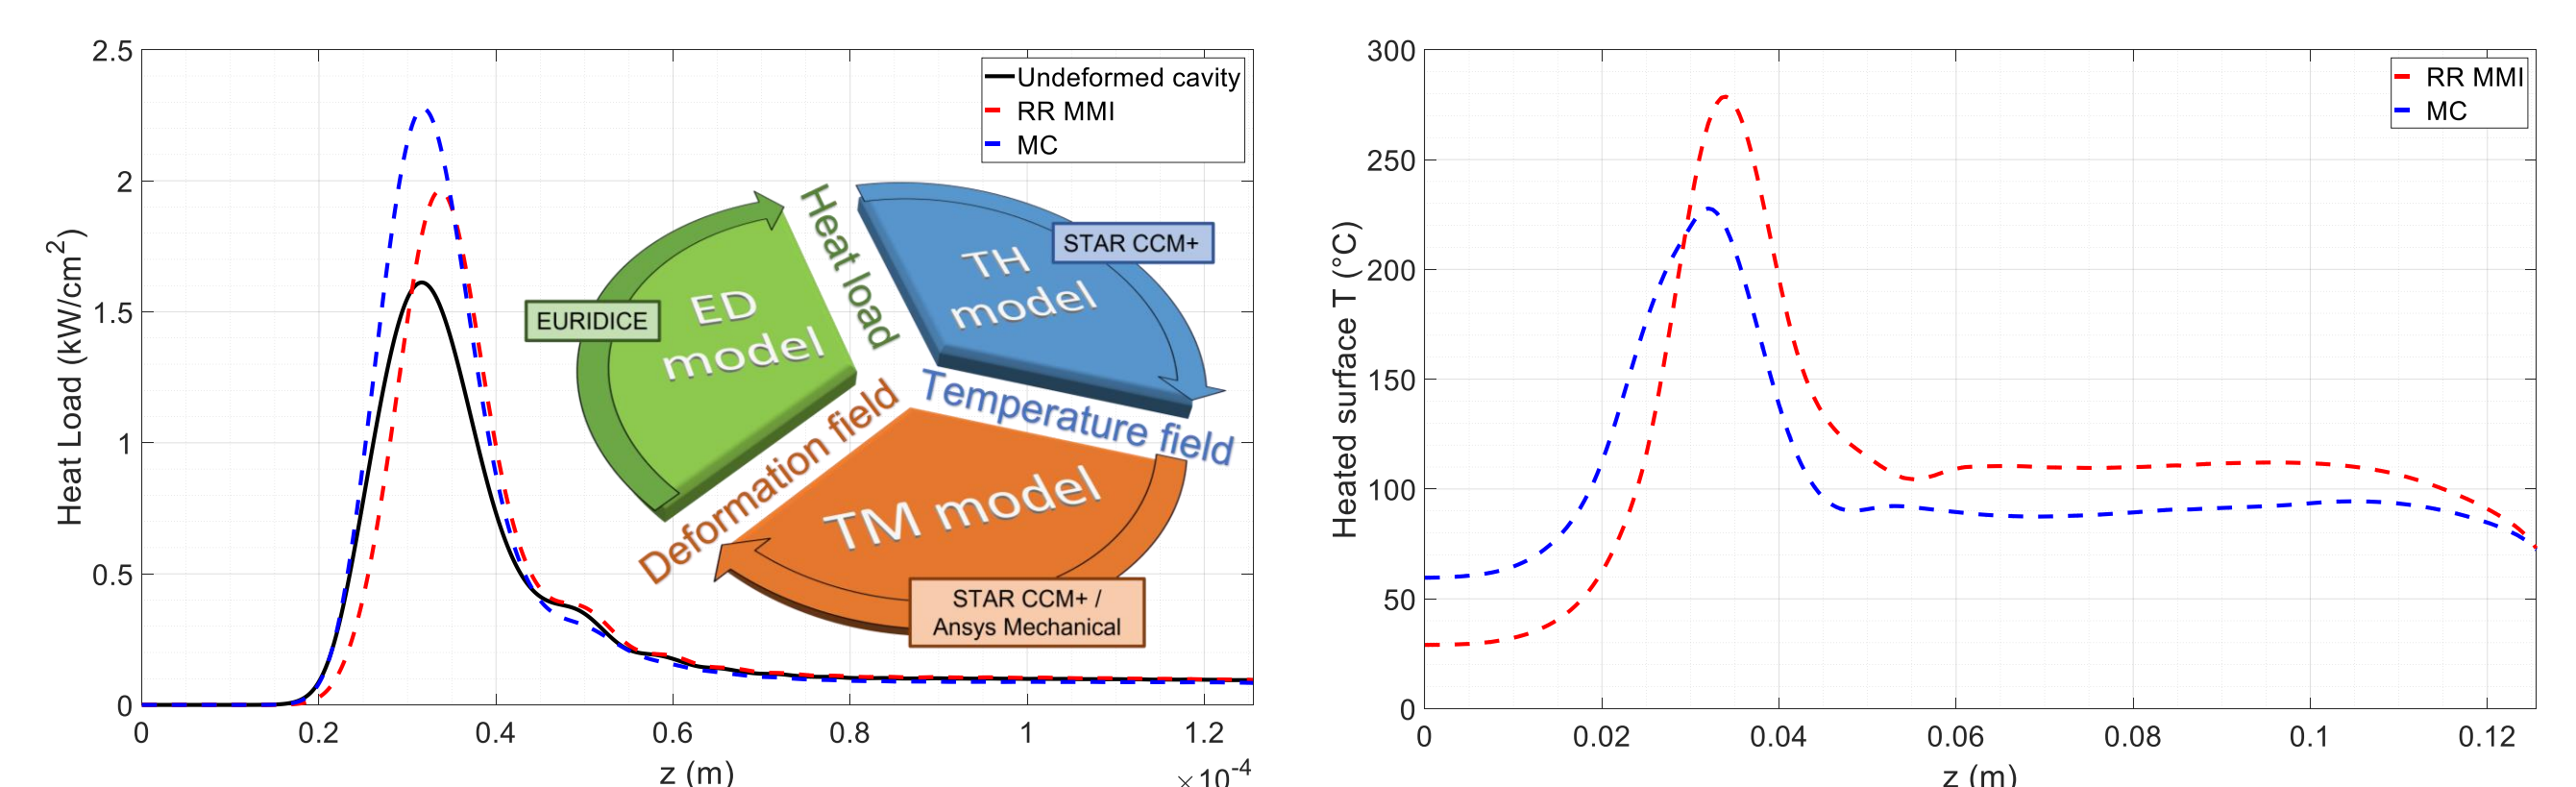 2.5
2
1.5
1
0.5
0
Heat Load (kW/cm²)
0
0.2
0.4
0.6
0.8
1
1.2
z (m)
×10⁻⁴
Undeformed cavity
RR MMI
MC
EURIDICE
ED
model
Heat load
TH
model
STAR CCM+
Temperature field
Deformation field
TM model
STAR CCM+ /
Ansys Mechanical
300
250
200
150
100
50
0
Heated surface T (°C)
0
0.02
0.04
0.06
0.08
0.1
0.12
z (m)
RR MMI
MC